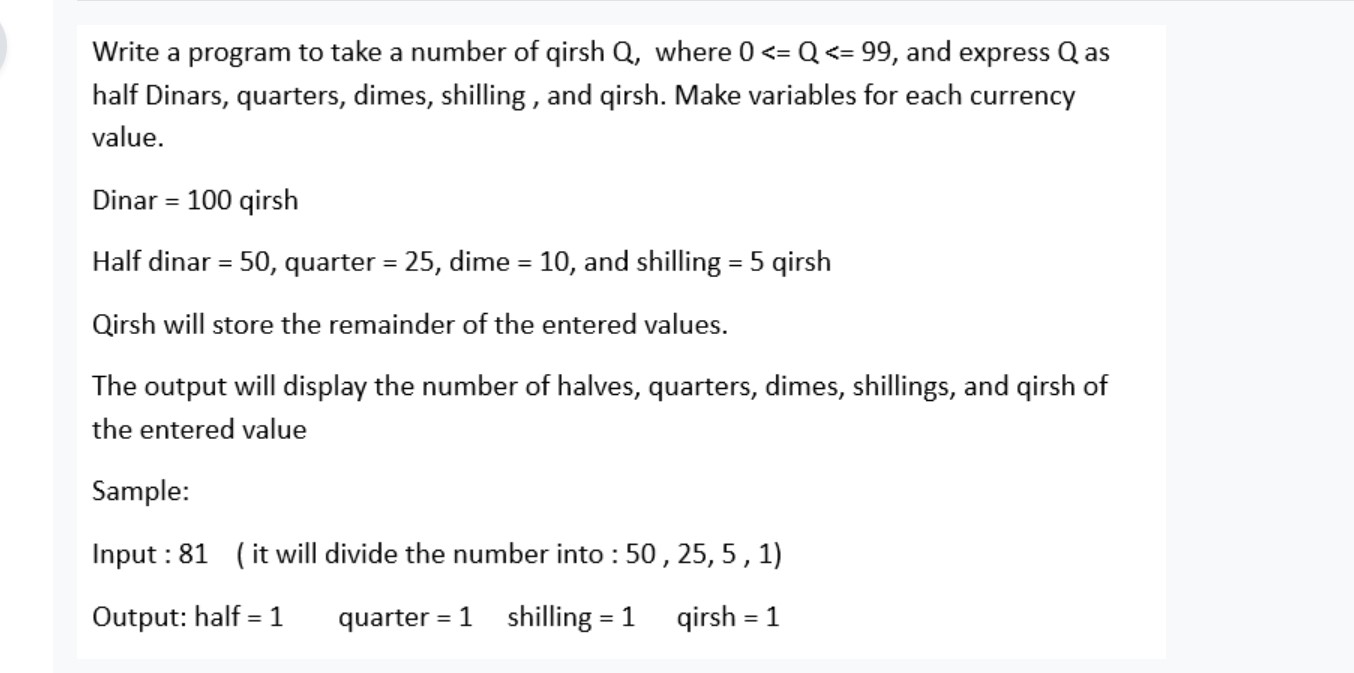 Write a program to take a number of qirsh Q,  where 0 <= Q <= 99, and express Q as
half Dinars, quarters, dimes, shilling , and qirsh. Make variables for each currency
value.
Dinar = 100 qirsh
Half dinar = 50, quarter = 25, dime = 10, and shilling = 5 qirsh
Qirsh will store the remainder of the entered values.
The output will display the number of halves, quarters, dimes, shillings, and qirsh of
the entered value
Sample:
Input : 81   ( it will divide the number into : 50 , 25, 5 , 1)
Output: half = 1      quarter = 1    shilling = 1     qirsh = 1